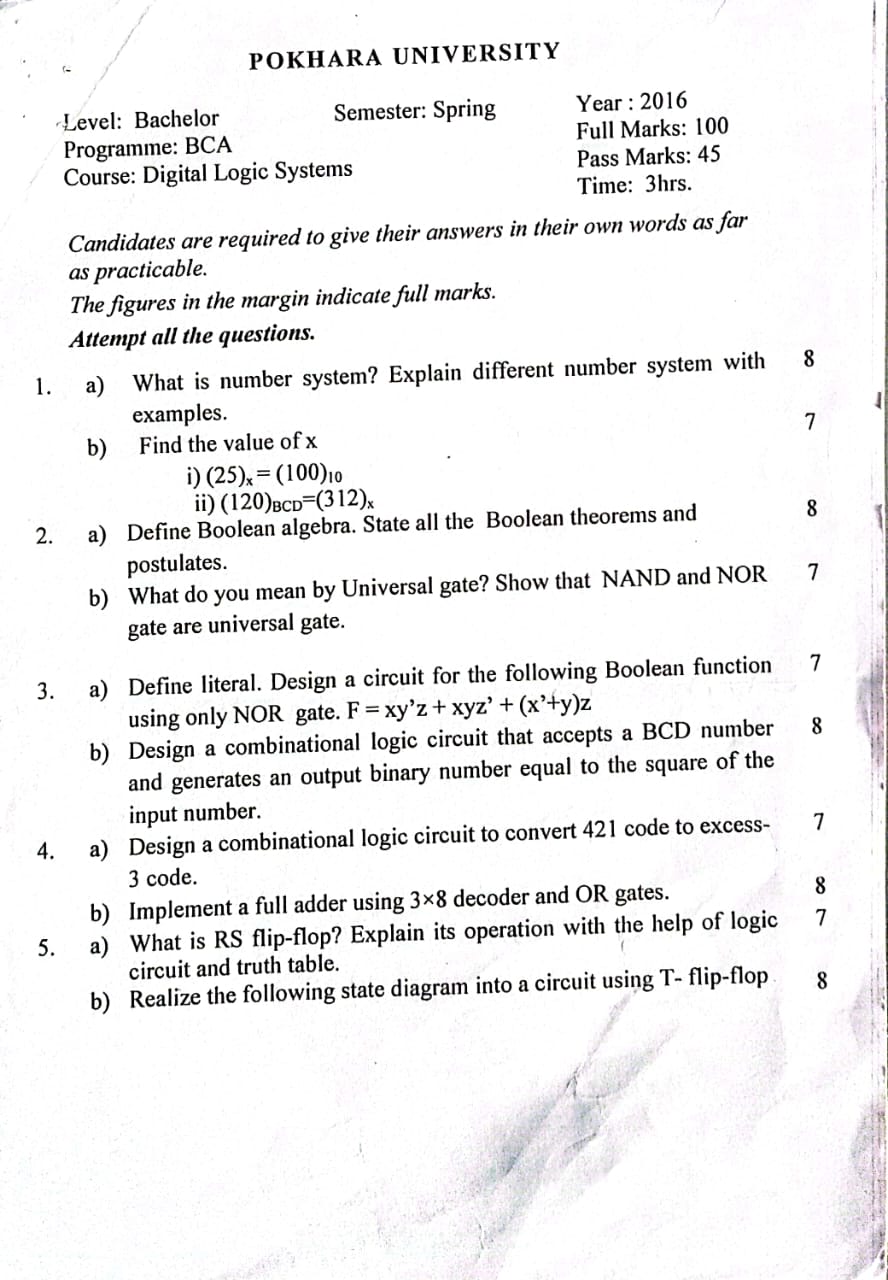 POKHARA UNIVERSITY
Level: Bachelor Semester: Spring Year : 2016
Programme: BCA Full Marks: 100
Course: Digital Logic Systems Pass Marks: 45
Time: 3hrs.
Candidates are required to give their answers in their own words as far
as practicable.
The figures in the margin indicate full marks.
Attempt all the questions.
1. a) What is number system? Explain different number system with 8
examples.
b) Find the value of x 7
i) (25)ₓ = (100)₁₀
ii) (120)BCD=(312)ₓ
2. a) Define Boolean algebra. State all the Boolean theorems and 8
postulates.
b) What do you mean by Universal gate? Show that NAND and NOR 7
gate are universal gate.
3. a) Define literal. Design a circuit for the following Boolean function 7
using only NOR gate. F = xy’z + xyz’ + (x’+y)z
b) Design a combinational logic circuit that accepts a BCD number 8
and generates an output binary number equal to the square of the
input number.
4. a) Design a combinational logic circuit to convert 421 code to excess- 7
3 code.
b) Implement a full adder using 3×8 decoder and OR gates. 8
5. a) What is RS flip-flop? Explain its operation with the help of logic 7
circuit and truth table.
b) Realize the following state diagram into a circuit using T- flip-flop 8